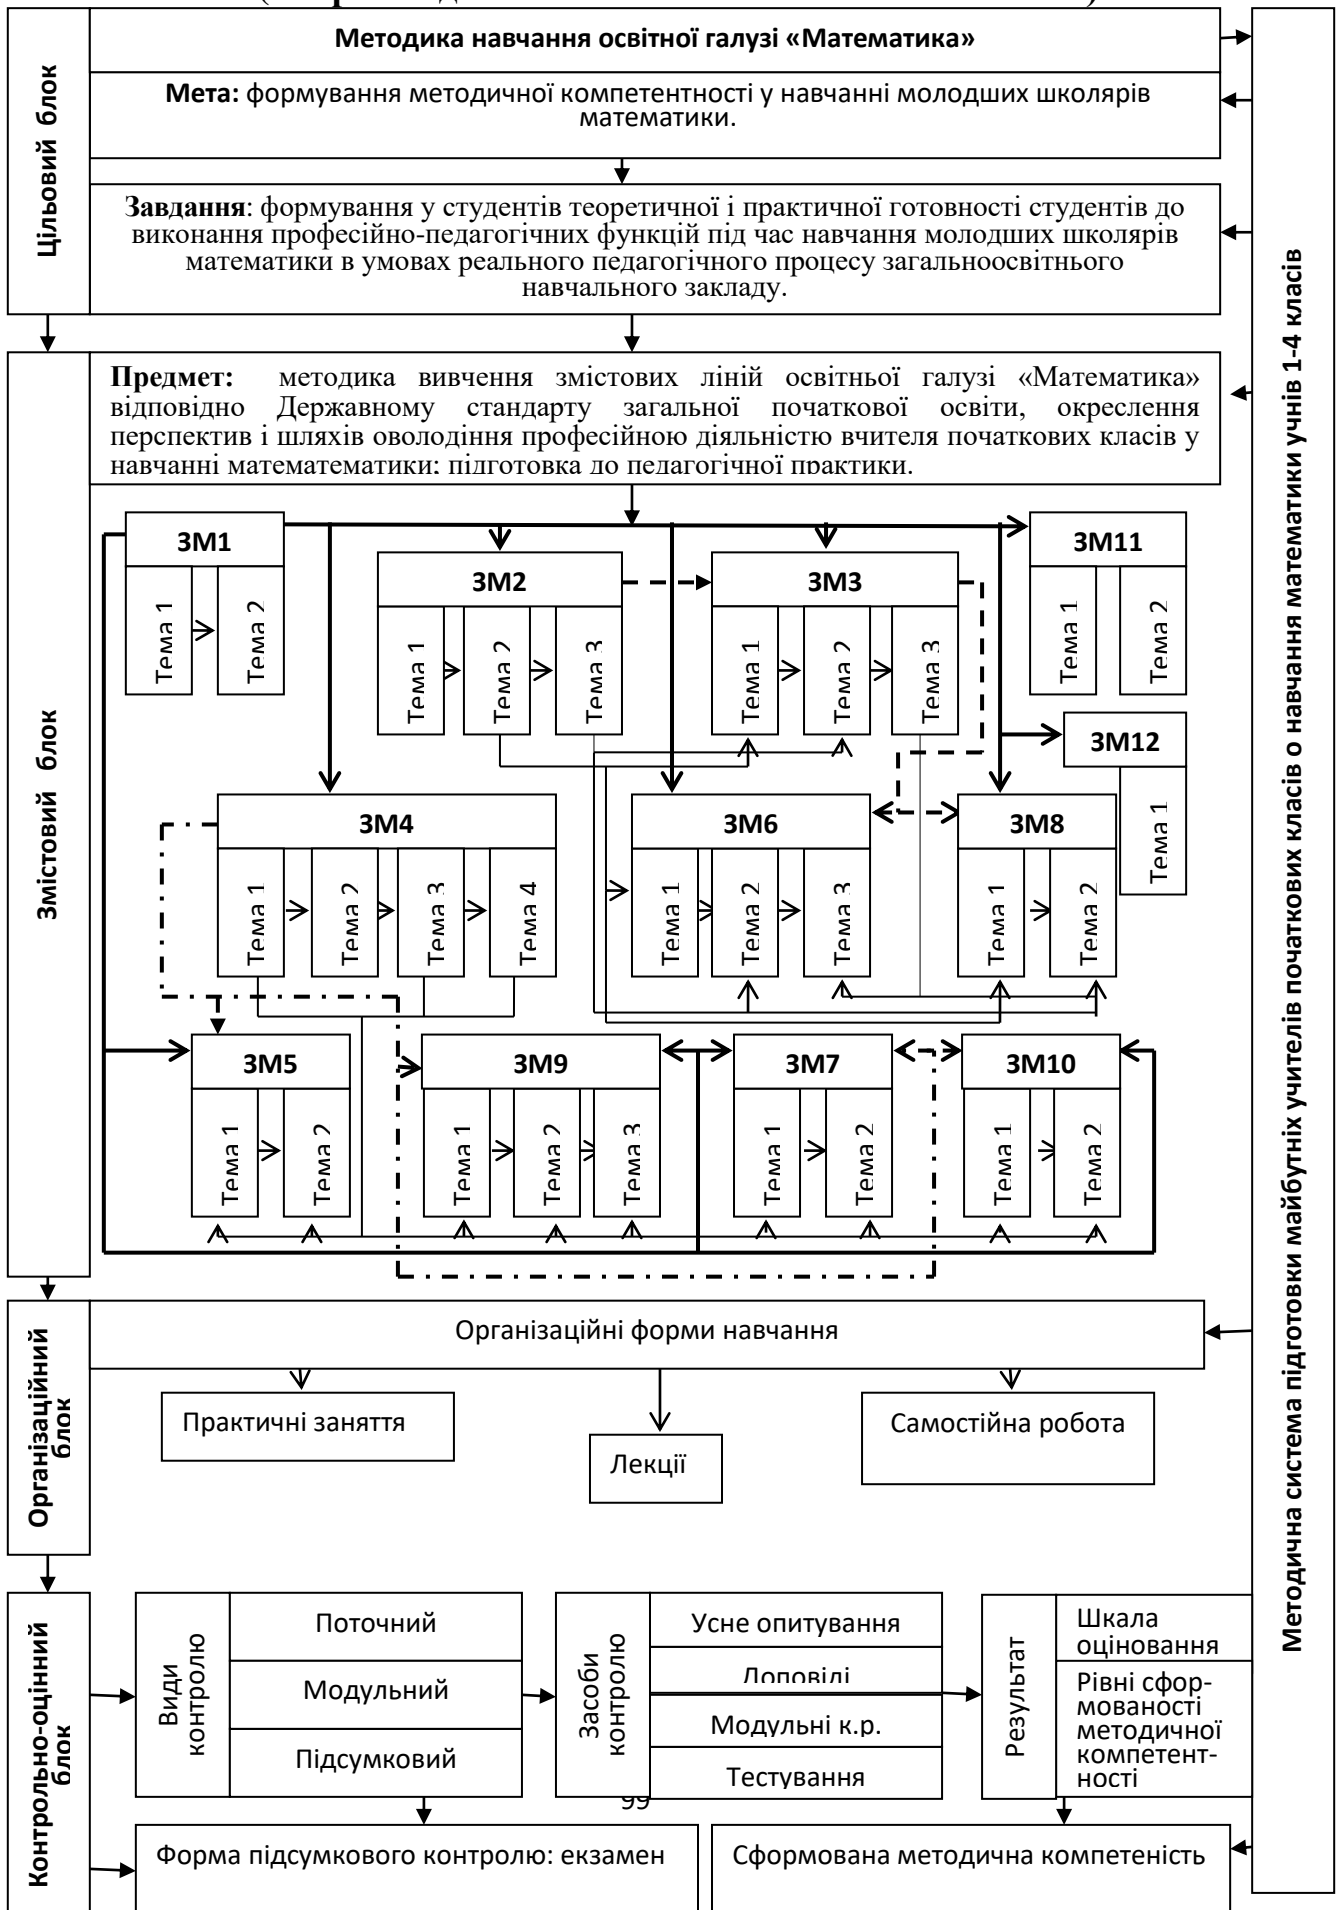 Методика навчання освітної галузі «Математика»
Мета: формування методичної компетентності у навчанні молодших школярів
математики.
Завдання: формування у студентів теоретичної і практичної готовності студентів до
виконання професійно-педагогічних функцій під час навчання молодших школярів
математики в умовах реального педагогічного процесу загальноосвітнього
навчального закладу.
Цільовий блок
Предмет: методика вивчення змістових ліній освітньої галузі «Математика»
відповідно Державному стандарту загальної початкової освіти, окреслення
перспектив і шляхів оволодіння професійною діяльністю вчителя початкових класів у
навчанні математематики; підготовка до педагогічної практики.
Змістовий блок
ЗМ1
Тема 1
Тема 2
ЗМ2
Тема 1
Тема 2
Тема 3
ЗМ3
Тема 1
Тема 2
Тема 3
ЗМ11
Тема 1
Тема 2
ЗМ12
Тема 1
ЗМ4
Тема 1
Тема 2
Тема 3
Тема 4
ЗМ6
Тема 1
Тема 2
Тема 3
ЗМ8
Тема 1
Тема 2
ЗМ5
Тема 1
Тема 2
ЗМ9
Тема 1
Тема 2
Тема 3
ЗМ7
Тема 1
Тема 2
ЗМ10
Тема 1
Тема 2
Організаційний
блок
Організаційні форми навчання
Практичні заняття
Лекції
Самостійна робота
Контрольно-оцінний
блок
Види
контролю
Поточний
Модульний
Підсумковий
Засоби
контролю
Усне опитування
Доповіді
Модульні к.р.
Тестування
Результат
Шкала
оціновання
Рівні сфор-
мованості
методичної
компетент-
ності
99
Форма підсумкового контролю: екзамен
Сформована методична компетеність
Методична система підготовки майбутніх учителів початкових класів о навчання математики учнів 1-4 класів